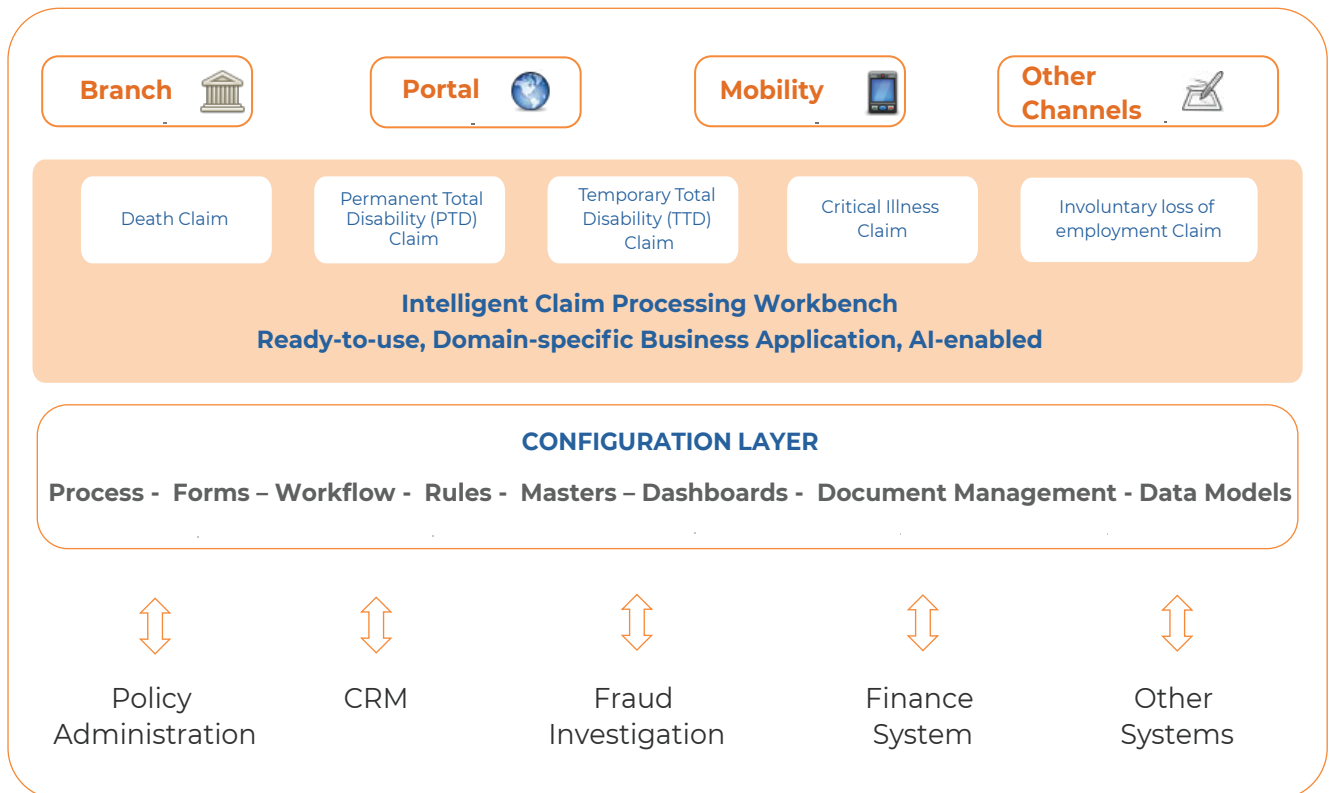 Branch
Portal
Mobility
Other
Channels
Death Claim
Permanent Total
Disability (PTD)
Claim
Temporary Total
Disability (TTD)
Claim
Critical Illness
Claim
Involuntary loss of
employment Claim
Intelligent Claim Processing Workbench
Ready-to-use, Domain-specific Business Application, AI-enabled
CONFIGURATION LAYER
Process - Forms – Workflow - Rules - Masters – Dashboards - Document Management - Data Models
Policy
Administration
CRM
Fraud
Investigation
Finance
System
Other
Systems